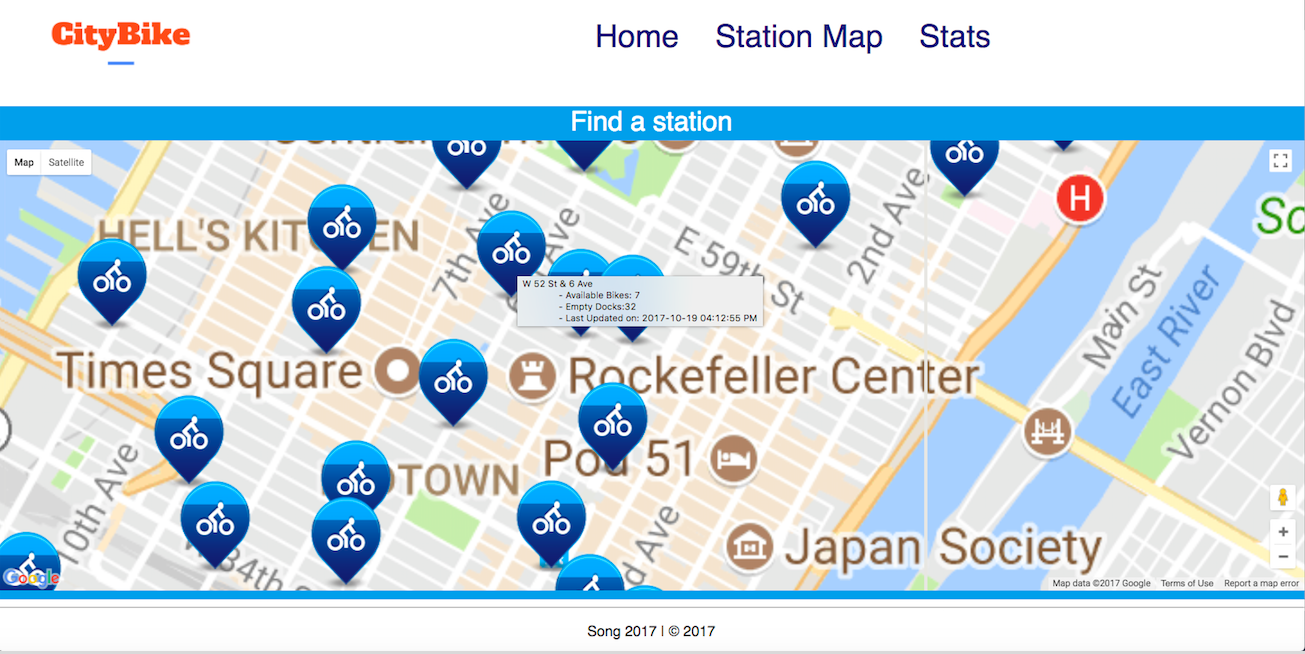 CityBike
Home
Station Map
Stats
Find a station
Map
Satellite
HELL'S KIT EN
7th Ave
Ave
E 59th St
2nd Ave
H
W 52 St & 6 Ave
- Available Bikes: 7
- Empty Docks:32
- Last Updated on: 2017-10-19 04:12:55 PM
Main St
East River
Vernon Blvd
Times Square
Rockefeller Center
Pod 51
TOWN
10th Ave
W 34th S
d Ave
Japan Society
Google
Map data ©2017 Google
Terms of Use
Report a map error
Song 2017 | © 2017